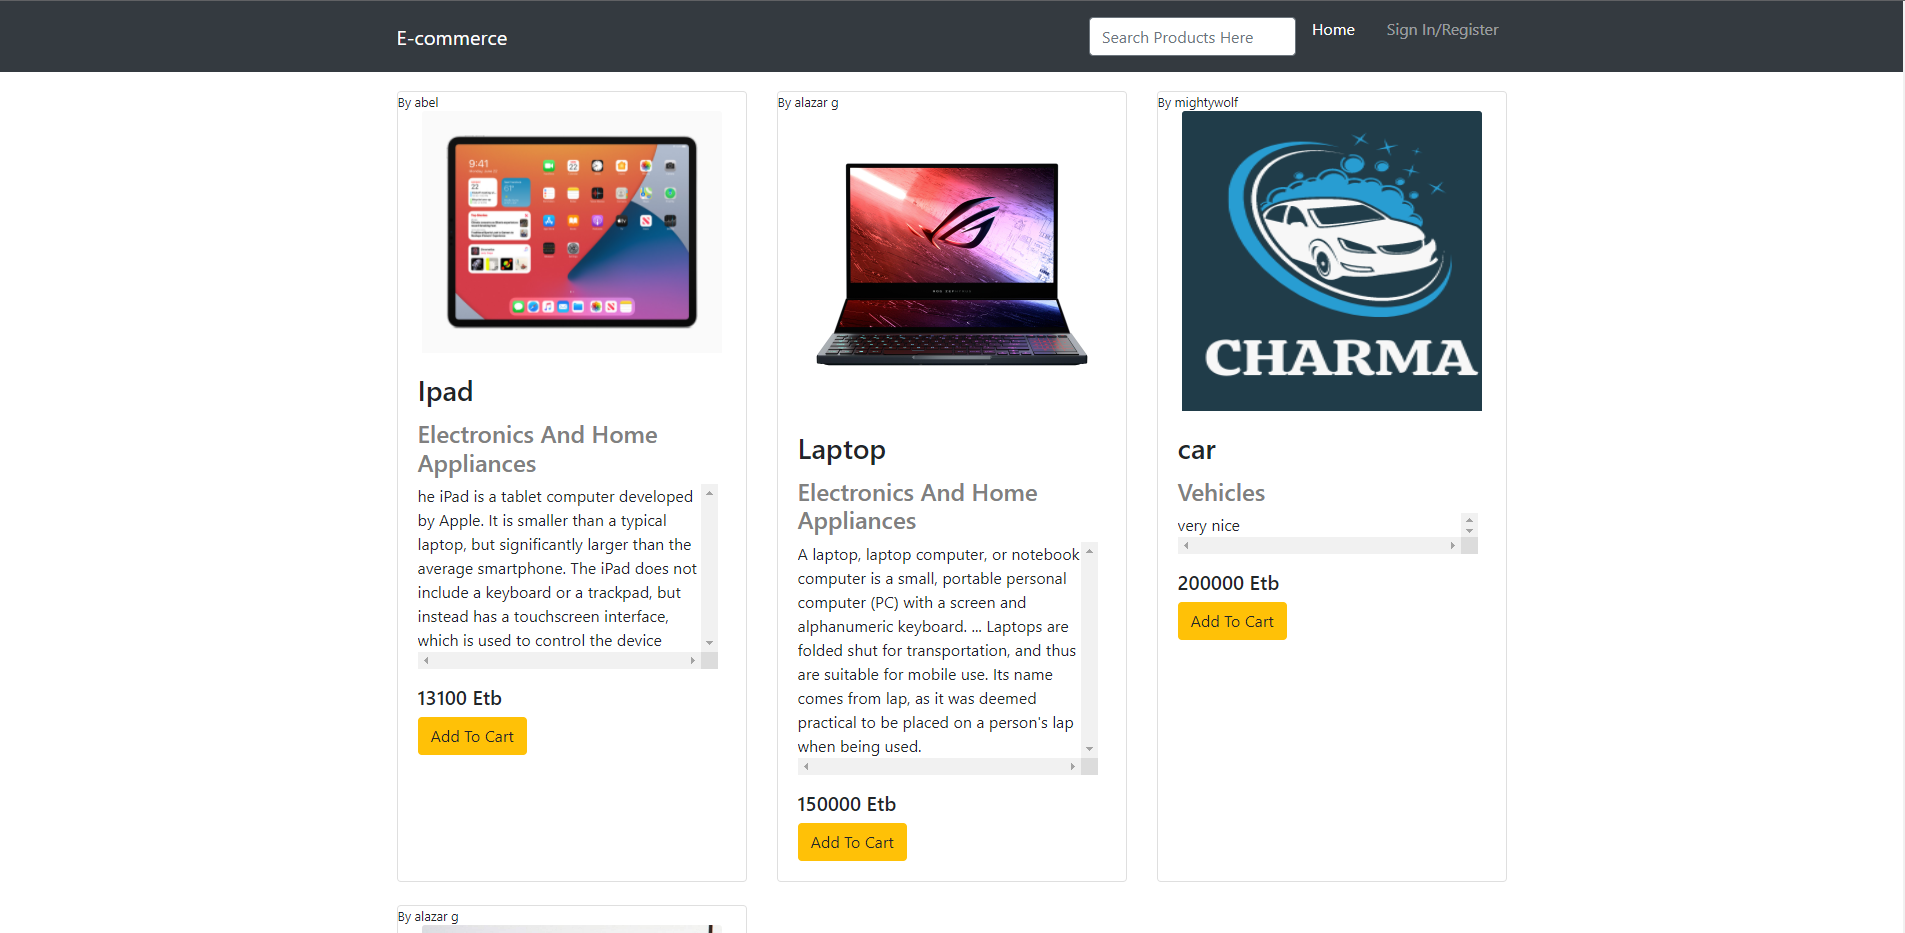 E-commerce
Search Products Here
Home
Sign In/Register
By abel
9:41
Ipad
Electronics And Home
Appliances
he iPad is a tablet computer developed
by Apple. It is smaller than a typical
laptop, but significantly larger than the
average smartphone. The iPad does not
include a keyboard or a trackpad, but
instead has a touchscreen interface,
which is used to control the device
13100 Etb
Add To Cart
By alazar g
Laptop
Electronics And Home
Appliances
A laptop, laptop computer, or notebook
computer is a small, portable personal
computer (PC) with a screen and
alphanumeric keyboard. ... Laptops are
folded shut for transportation, and thus
are suitable for mobile use. Its name
comes from lap, as it was deemed
practical to be placed on a person's lap
when being used.
150000 Etb
Add To Cart
By mightywolf
CHARMA
car
Vehicles
very nice
200000 Etb
Add To Cart
By alazar g